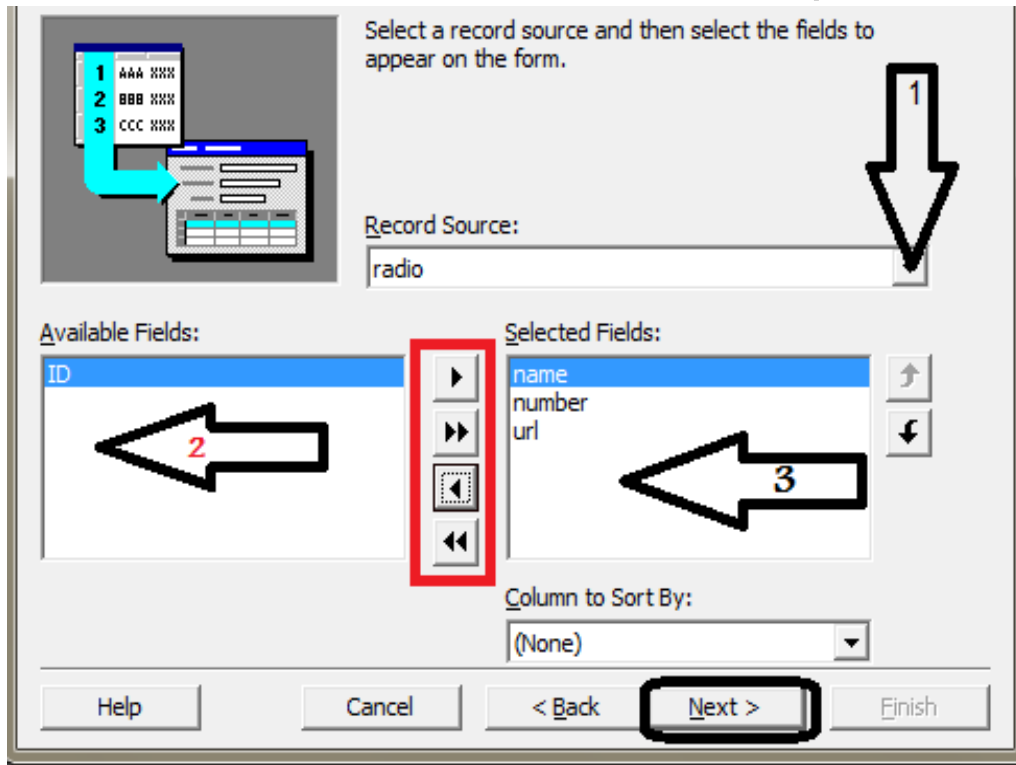 Select a record source and then select the fields to
appear on the form.
1 AAA XXX
2 BBB XXX
3 CCC XXX
1
Record Source:
radio
Available Fields:
Selected Fields:
ID
name
number
url
2
3
Column to Sort By:
(None)
Help
Cancel
< Back
Next >
Finish